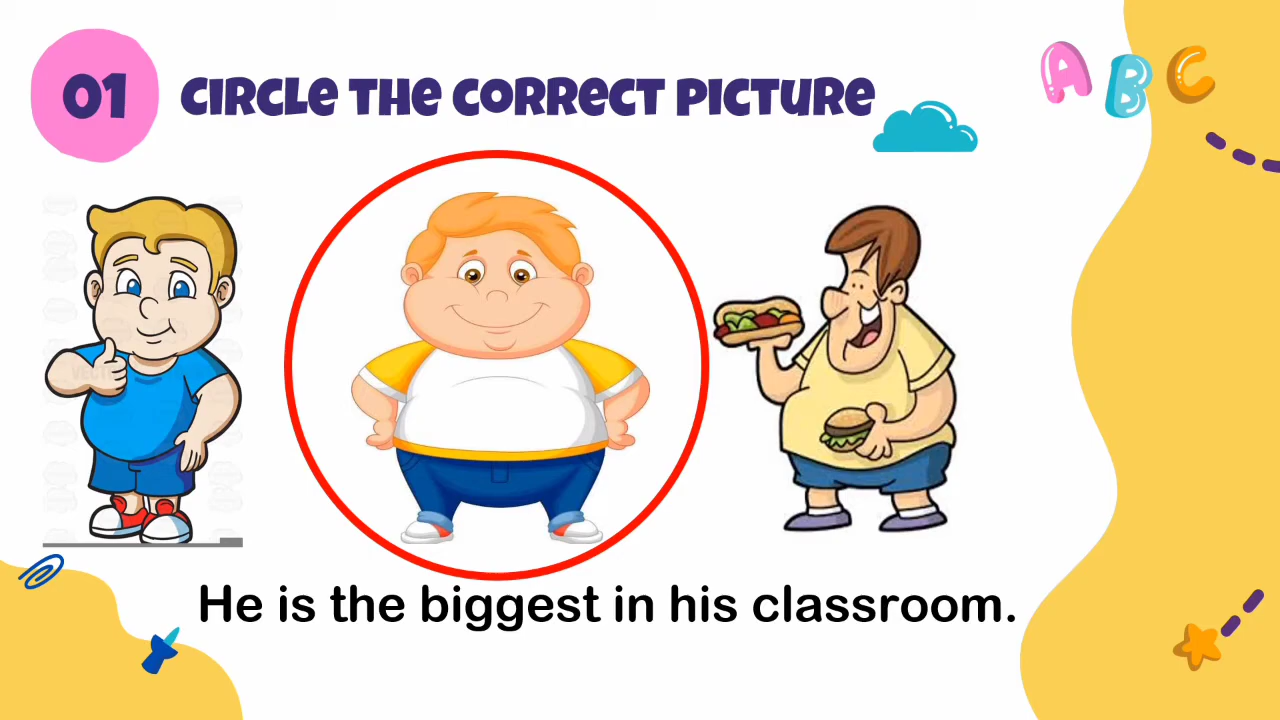 01
CIRCLE THE CORRECT PICTURE
A B C
He is the biggest in his classroom.